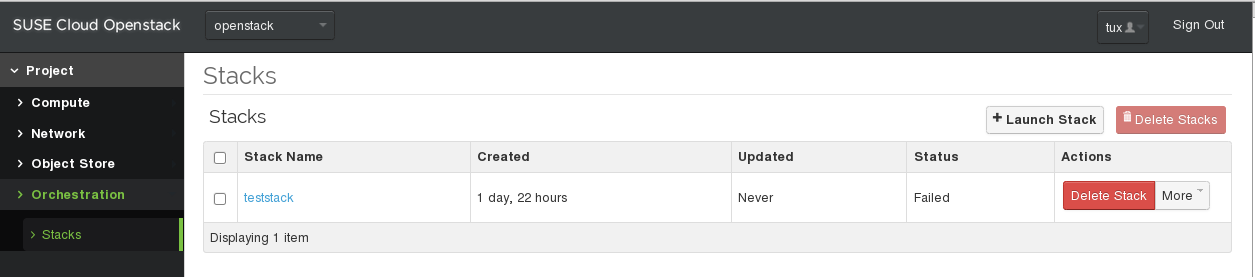 SUSE Cloud Openstack openstack tux Sign Out
Project
Stacks
Compute
Network
Object Store
Orchestration
Stacks
Stacks
Launch Stack Delete Stacks
Stack Name Created Updated Status Actions
teststack 1 day, 22 hours Never Failed Delete Stack More
Displaying 1 item